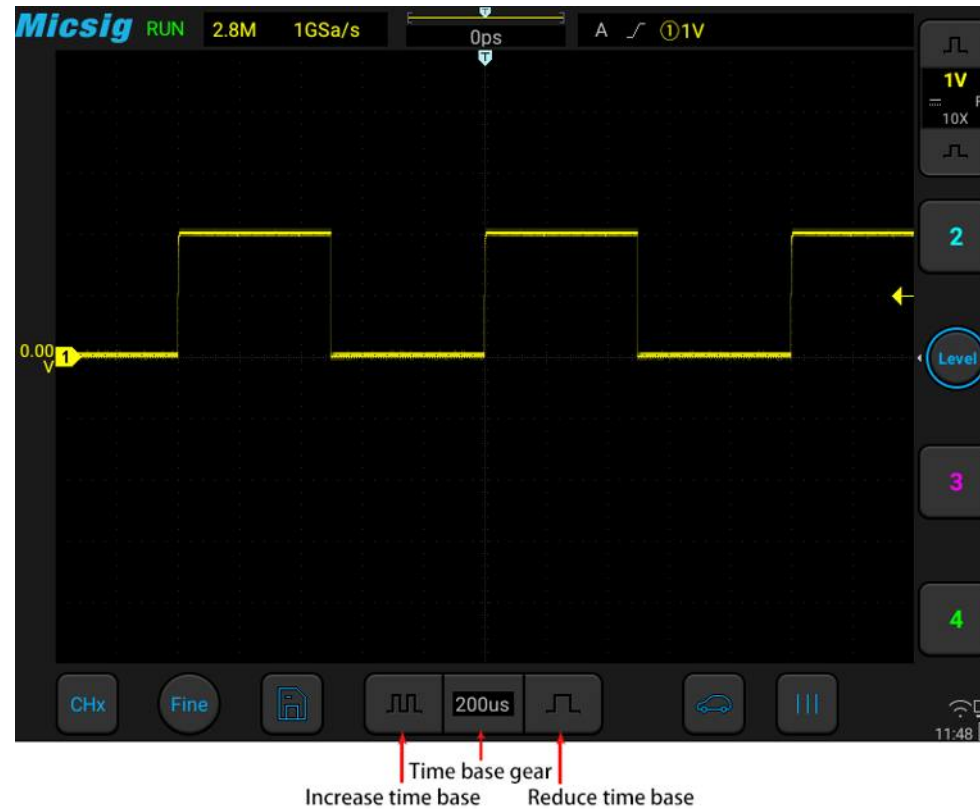 Micsig RUN 2.8M 1GSa/s 0ps A ①1V
T
T
1V
10X
2
0.00
V
1
Level
3
4
CHx Fine 200us
11:48
Time base gear
Increase time base Reduce time base